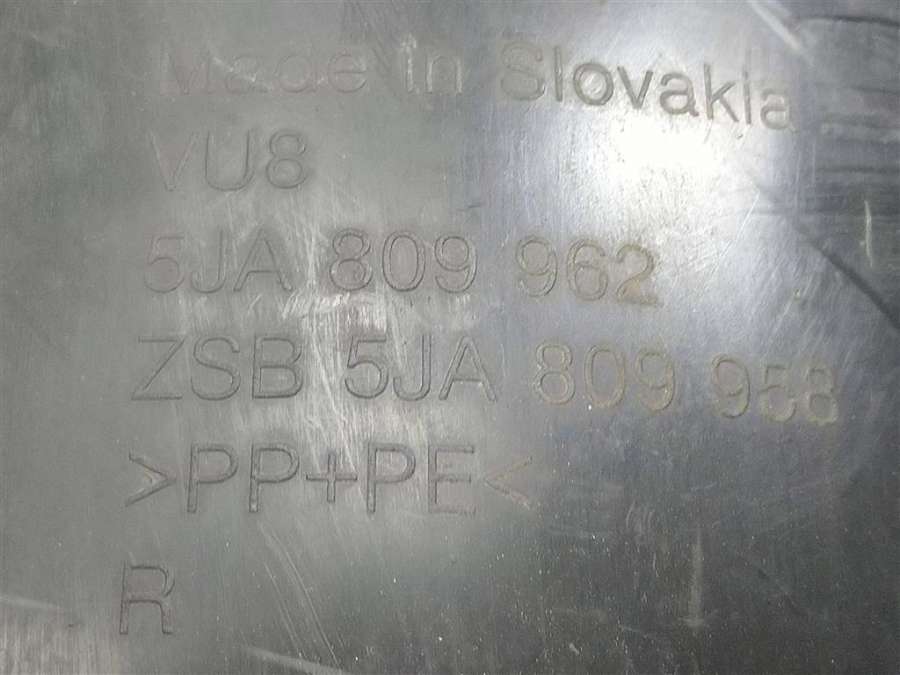 Made in Slovakia
VU8
5JA 809 962
ZSB 5JA 809 958
>PP+PE<
R